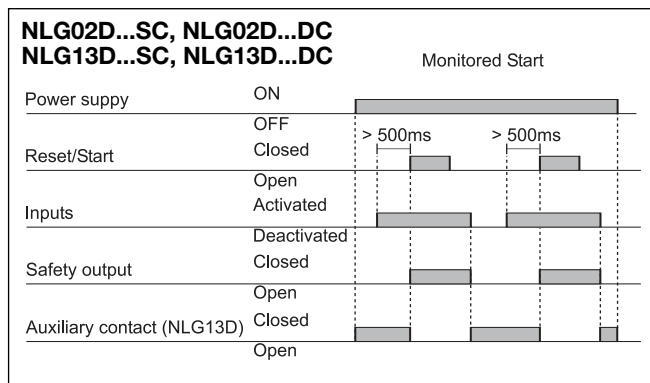 NLG02D...SC, NLG02D...DC
NLG13D...SC, NLG13D...DC
Monitored Start
Power suppy
ON
OFF
> 500ms
> 500ms
Reset/Start
Closed
Open
Inputs
Activated
Deactivated
Safety output
Closed
Open
Auxiliary contact (NLG13D)
Closed
Open